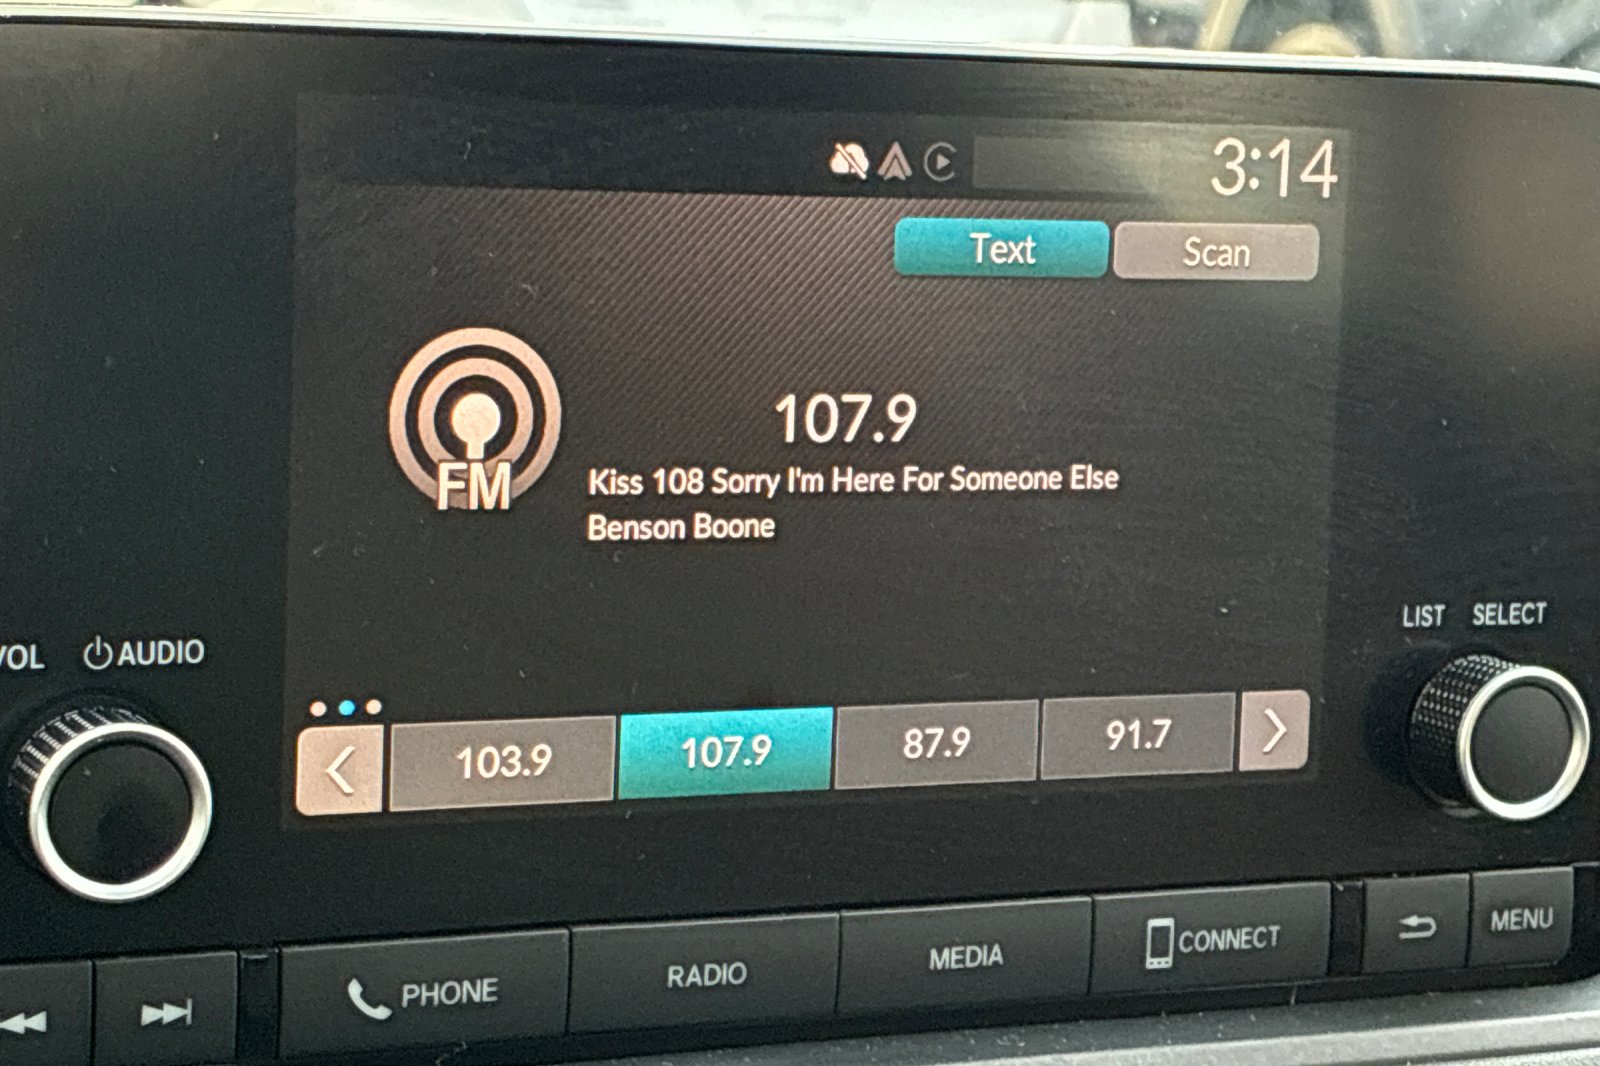 3:14
Text Scan
FM
107.9
Kiss 108 Sorry I'm Here For Someone Else
Benson Boone
LIST SELECT
VOL AUDIO
103.9 107.9 87.9 91.7
PHONE RADIO MEDIA CONNECT MENU